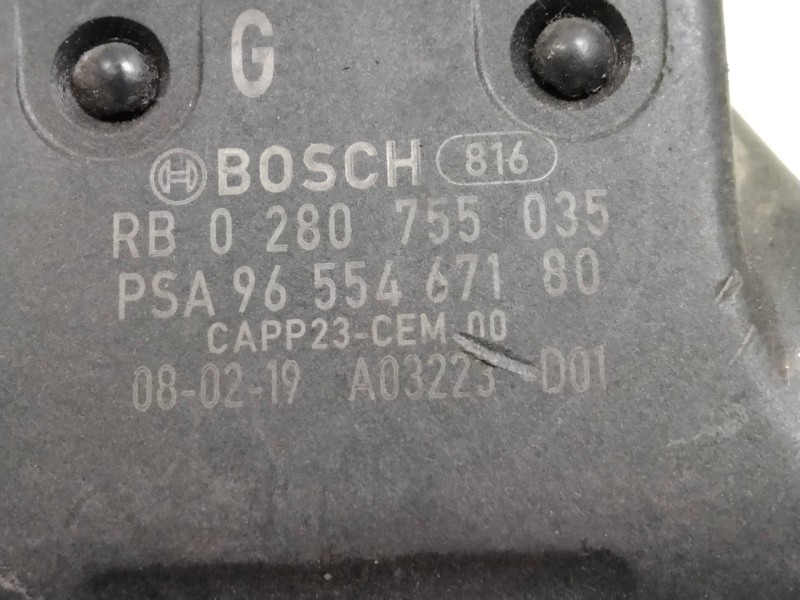 G
BOSCH 816
RB 0 280 755 035
PSA 96 554 671 80
CAPP23-CEM 00
08-02-19 A03223 D01